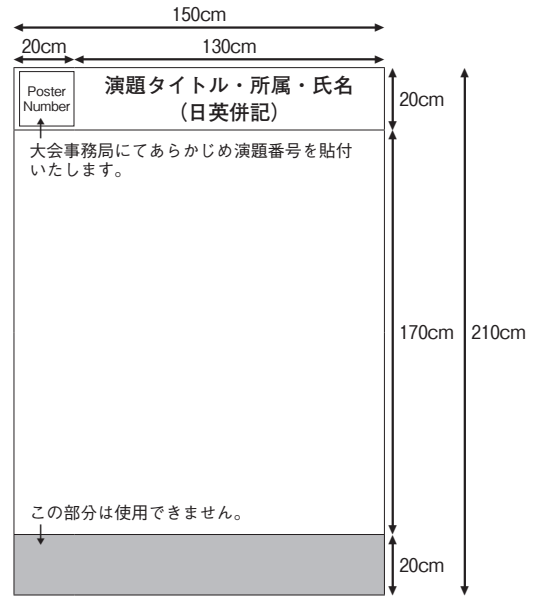 150cm
20cm
130cm
Poster
Number
演題タイトル・所属・氏名
（日英併記）
20cm
大会事務局にてあらかじめ演題番号を貼付
いたします。
170cm
210cm
この部分は使用できません。
20cm